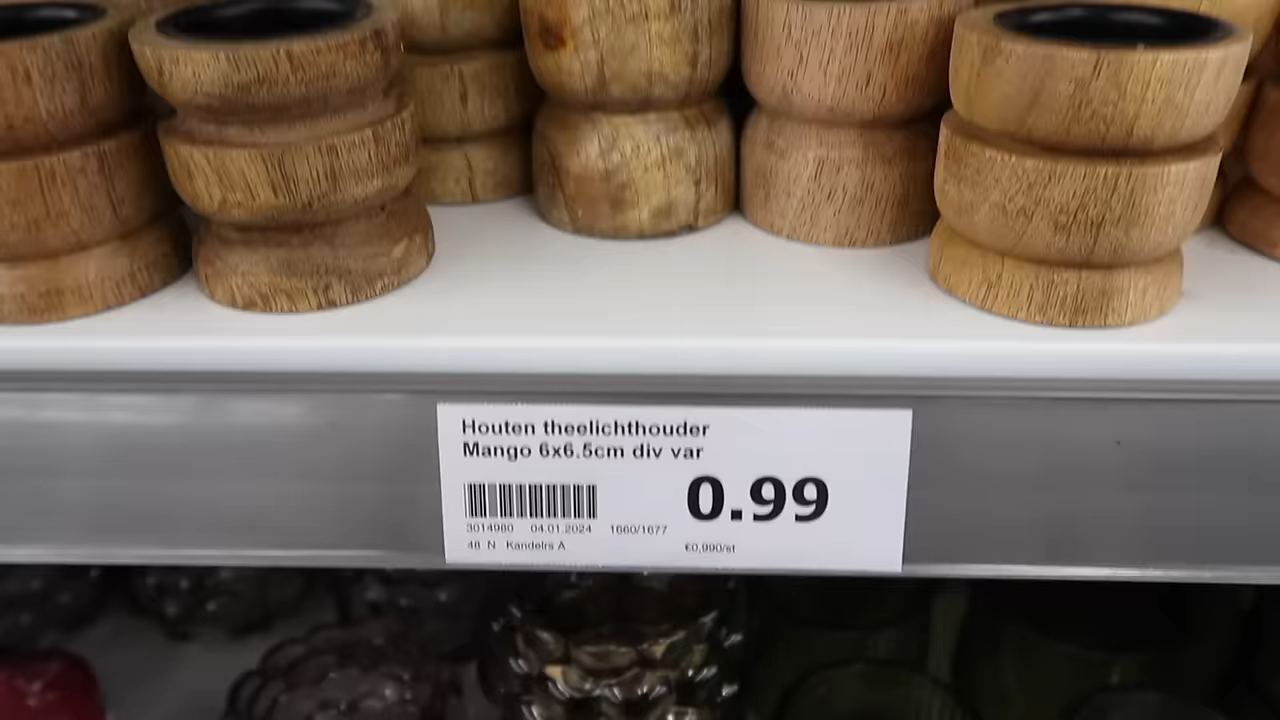 Houten theelichthouder
Mango 6x6.5cm div var
0.99
3014980 04.01.2024 1660/1677
48 N Kandelrs A
€0,990/st